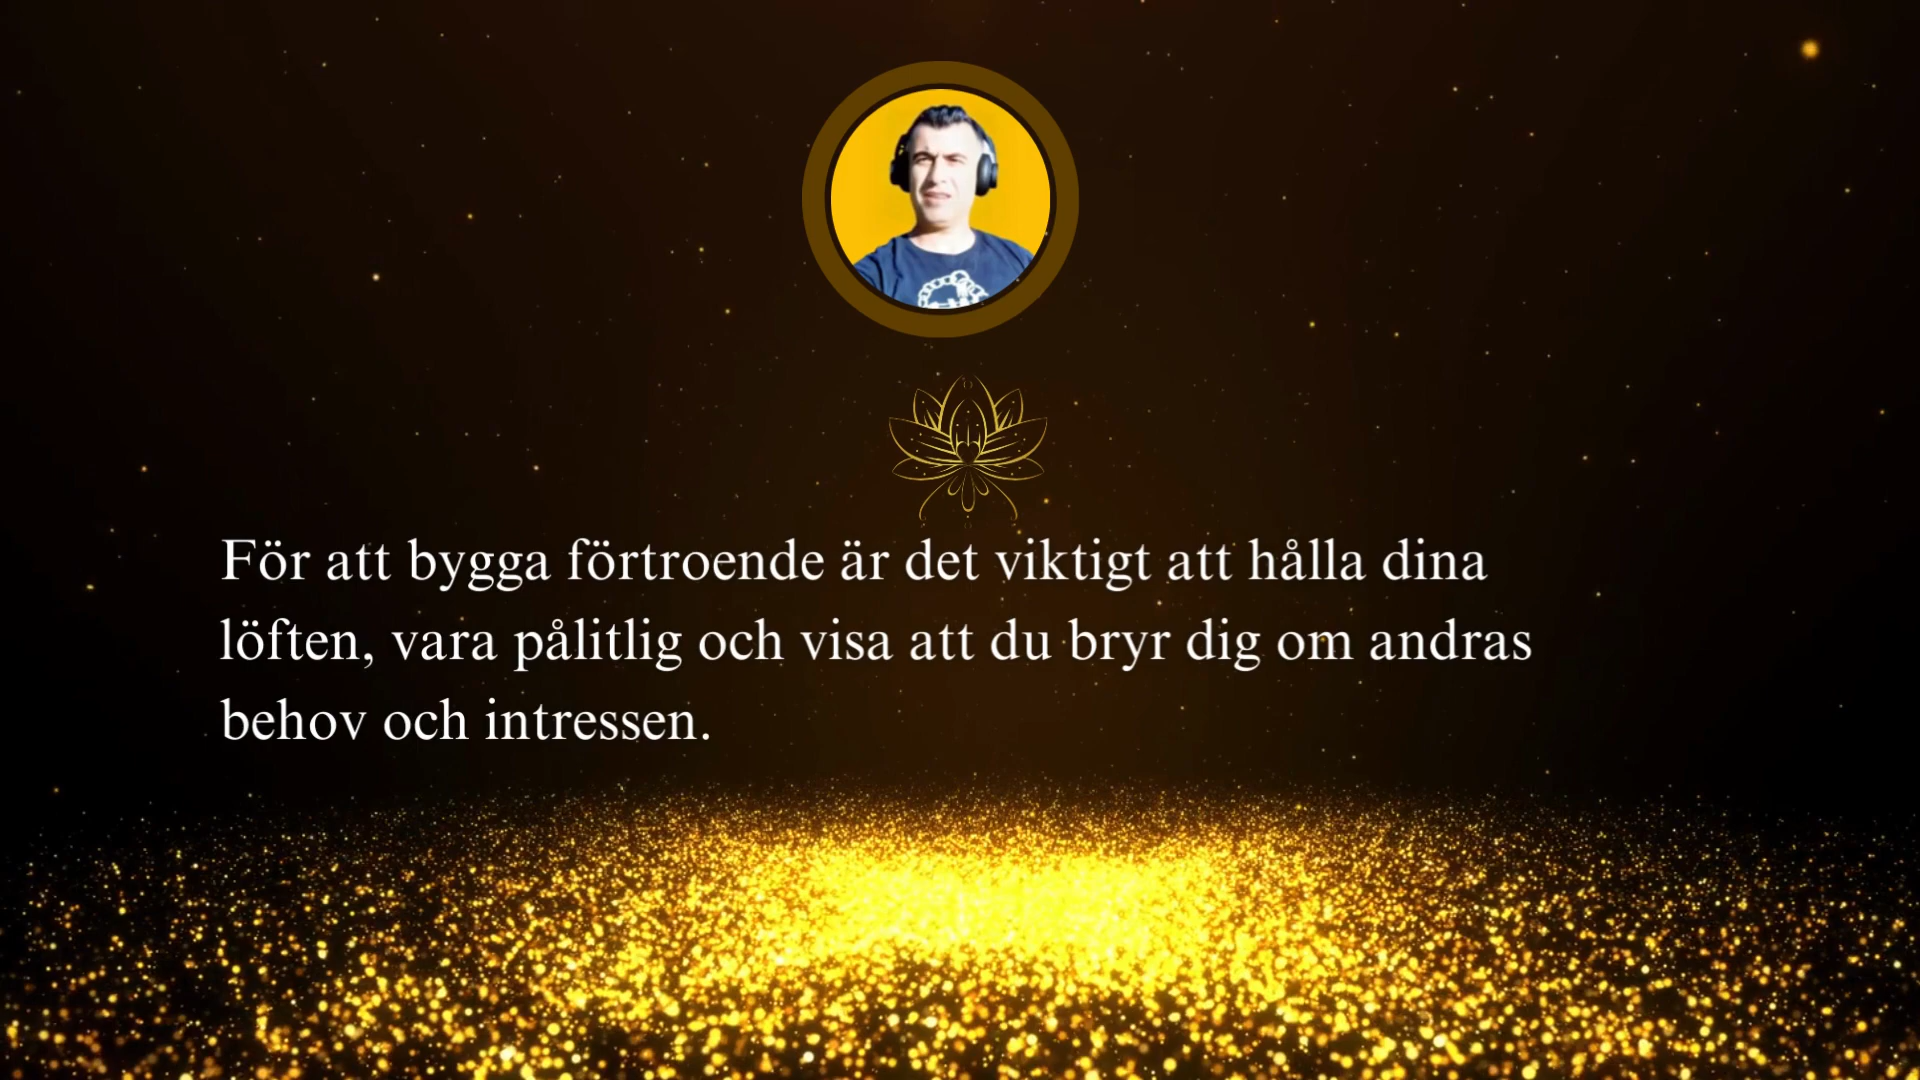 För att bygga förtroende är det viktigt att hålla dina
löften, vara pålitlig och visa att du bryr dig om andras
behov och intressen.